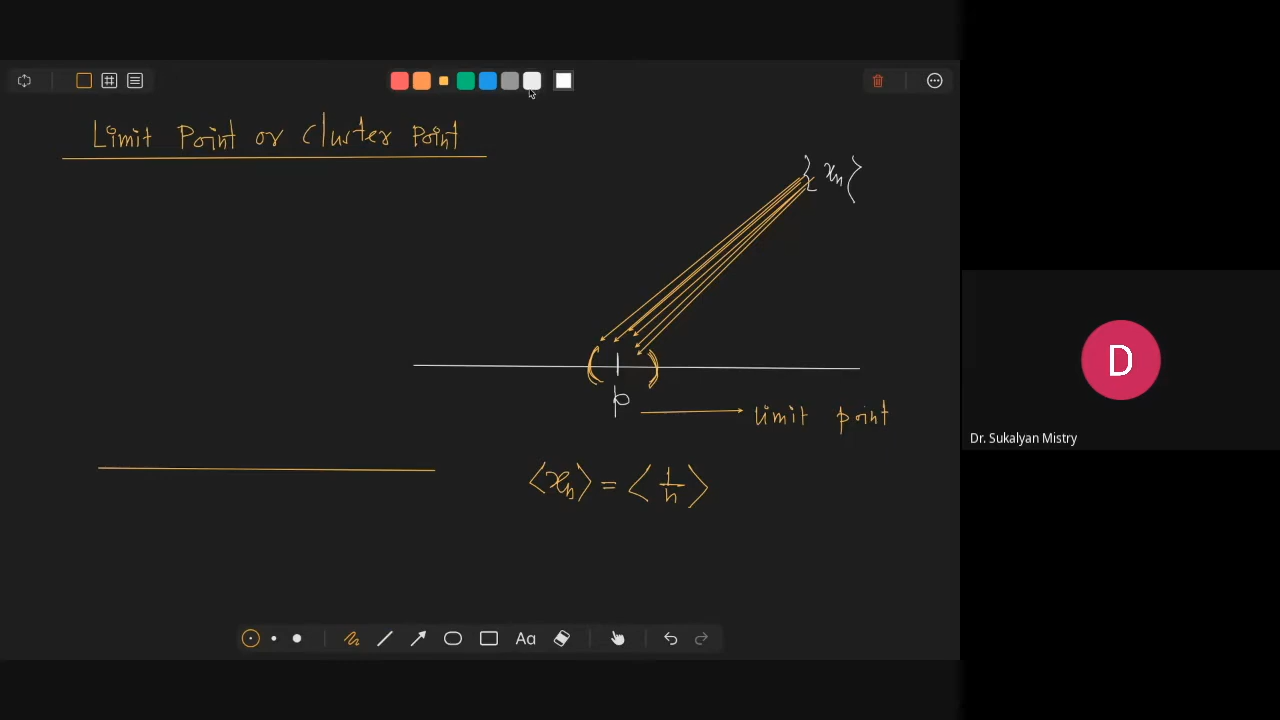 Limit Point or Cluster Point
{ xn }
p
limit point
⟨xn⟩ = ⟨ 1/n ⟩
Aa
D
Dr. Sukalyan Mistry